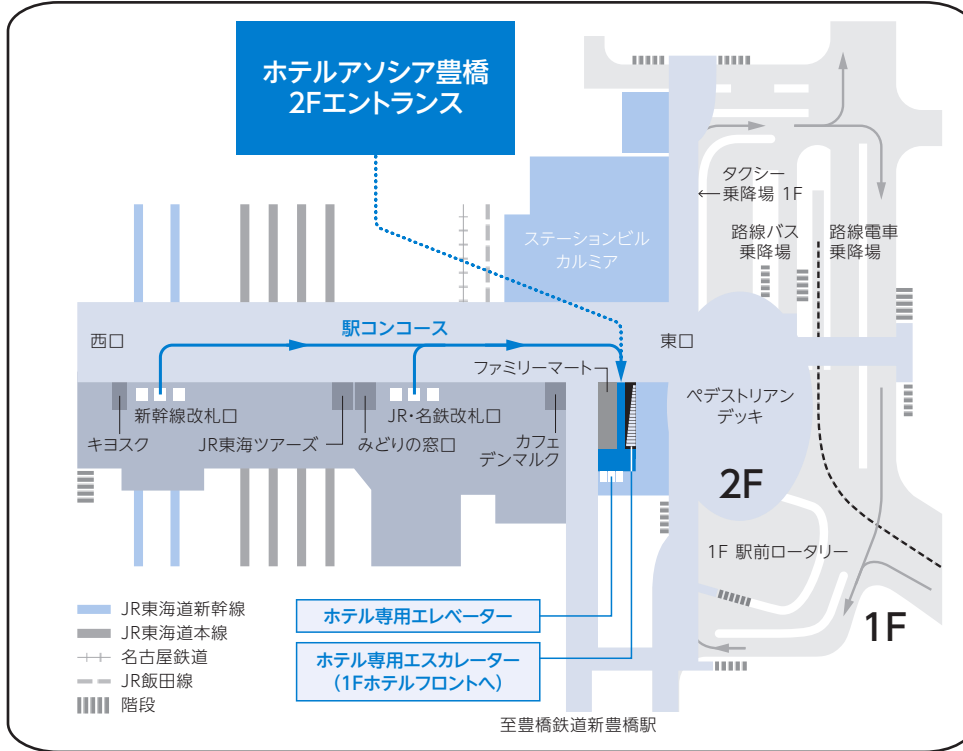 ホテルアソシア豊橋
2Fエントランス
タクシー
乗降場 1F
路線バス
乗降場
路線電車
乗降場
ステーションビル
カルミア
西口
駅コンコース
東口
ファミリーマート
ペデストリアン
デッキ
新幹線改札口
JR・名鉄改札口
キヨスク
JR東海ツアーズ
みどりの窓口
カフェ
デンマルク
2F
1F 駅前ロータリー
1F
JR東海道新幹線
JR東海道本線
名古屋鉄道
JR飯田線
階段
ホテル専用エレベーター
ホテル専用エスカレーター
(1Fホテルフロントへ)
至豊橋鉄道新豊橋駅